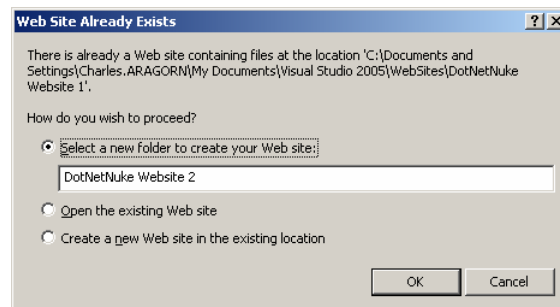 Web Site Already Exists
There is already a Web site containing files at the location 'C:\Documents and
Settings\Charles.ARAGORN\My Documents\Visual Studio 2005\WebSites\DotNetNuke
Website 1'.
How do you wish to proceed?
Select a new folder to create your Web site:
DotNetNuke Website 2
Open the existing Web site
Create a new Web site in the existing location
OK Cancel